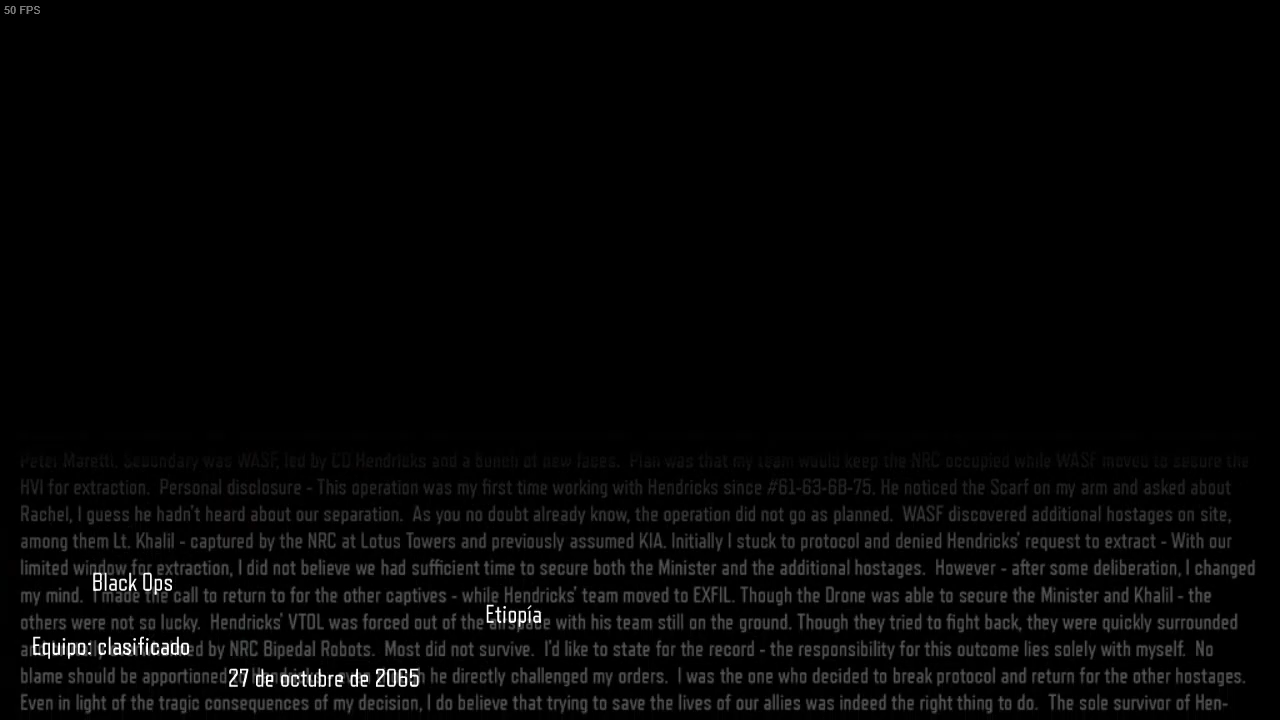 50 FPS
Peter Maretti. Secondary was WASF, led by CD Hendricks and a bunch of new faces. Plan was that my team would keep the NRC occupied while WASF moved to secure the
HVI for extraction. Personal disclosure - This operation was my first time working with Hendricks since #61-63-6B-75. He noticed the Scarf on my arm and asked about
Rachel, I guess he hadn't heard about our separation. As you no doubt already know, the operation did not go as planned. WASF discovered additional hostages on site,
among them Lt. Khalil - captured by the NRC at Lotus Towers and previously assumed KIA. Initially I stuck to protocol and denied Hendricks' request to extract - With our
limited window for extraction, I did not believe we had sufficient time to secure both the Minister and the additional hostages. However - after some deliberation, I changed
Black Ops
my mind. I made the call to return to for the other captives - while Hendricks' team moved to EXFIL. Though the Drone was able to secure the Minister and Khalil - the
Etiopía
others were not so lucky. Hendricks' VTOL was forced out of the airspace with his team still on the ground. Though they tried to fight back, they were quickly surrounded
Equipo: clasificado
by NRC Bipedal Robots. Most did not survive. I'd like to state for the record - the responsibility for this outcome lies solely with myself. No
27 de octubre de 2065
blame should be apportioned he directly challenged my orders. I was the one who decided to break protocol and return for the other hostages.
Even in light of the tragic consequences of my decision, I do believe that trying to save the lives of our allies was indeed the right thing to do. The sole survivor of Hen-